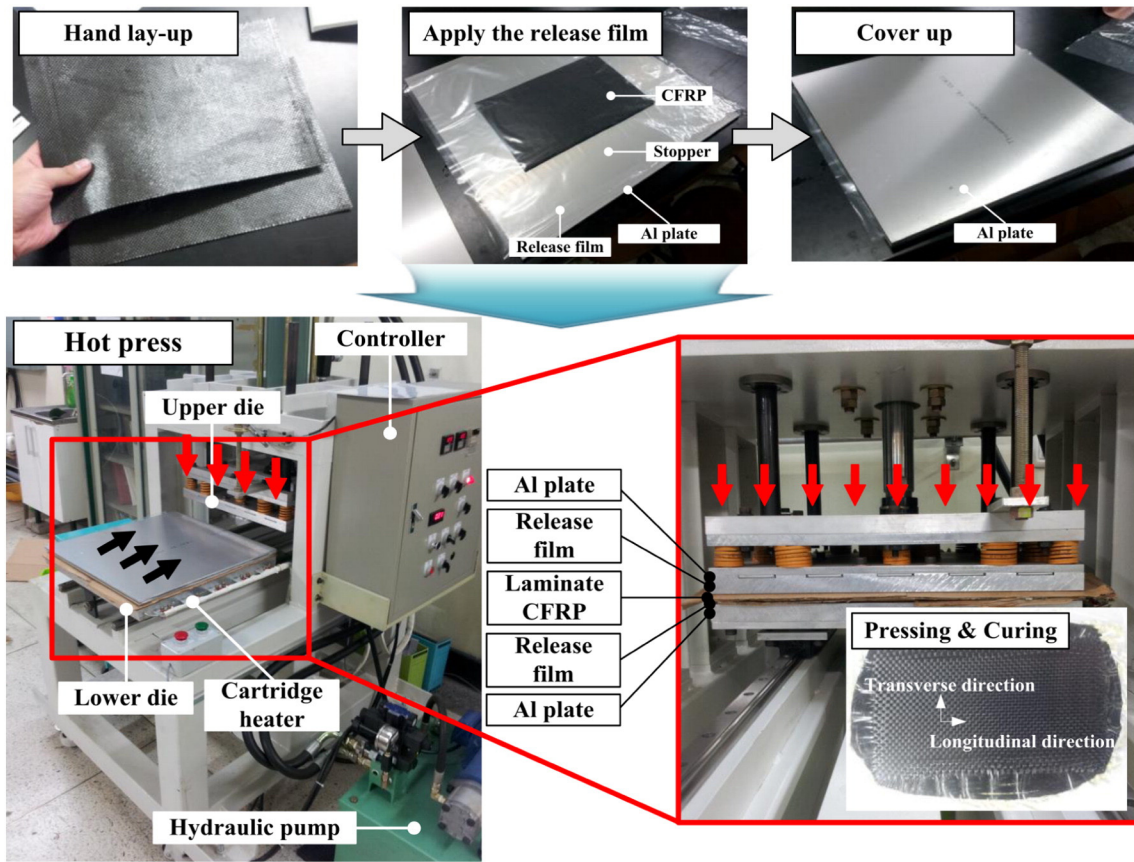 Hand lay-up
Apply the release film
CFRP
Stopper
Al plate
Release film
Cover up
Al plate
Hot press
Controller
Upper die
Lower die
Cartridge
heater
Hydraulic pump
Al plate
Release
film
Laminate
CFRP
Release
film
Al plate
Pressing & Curing
Transverse direction
Longitudinal direction